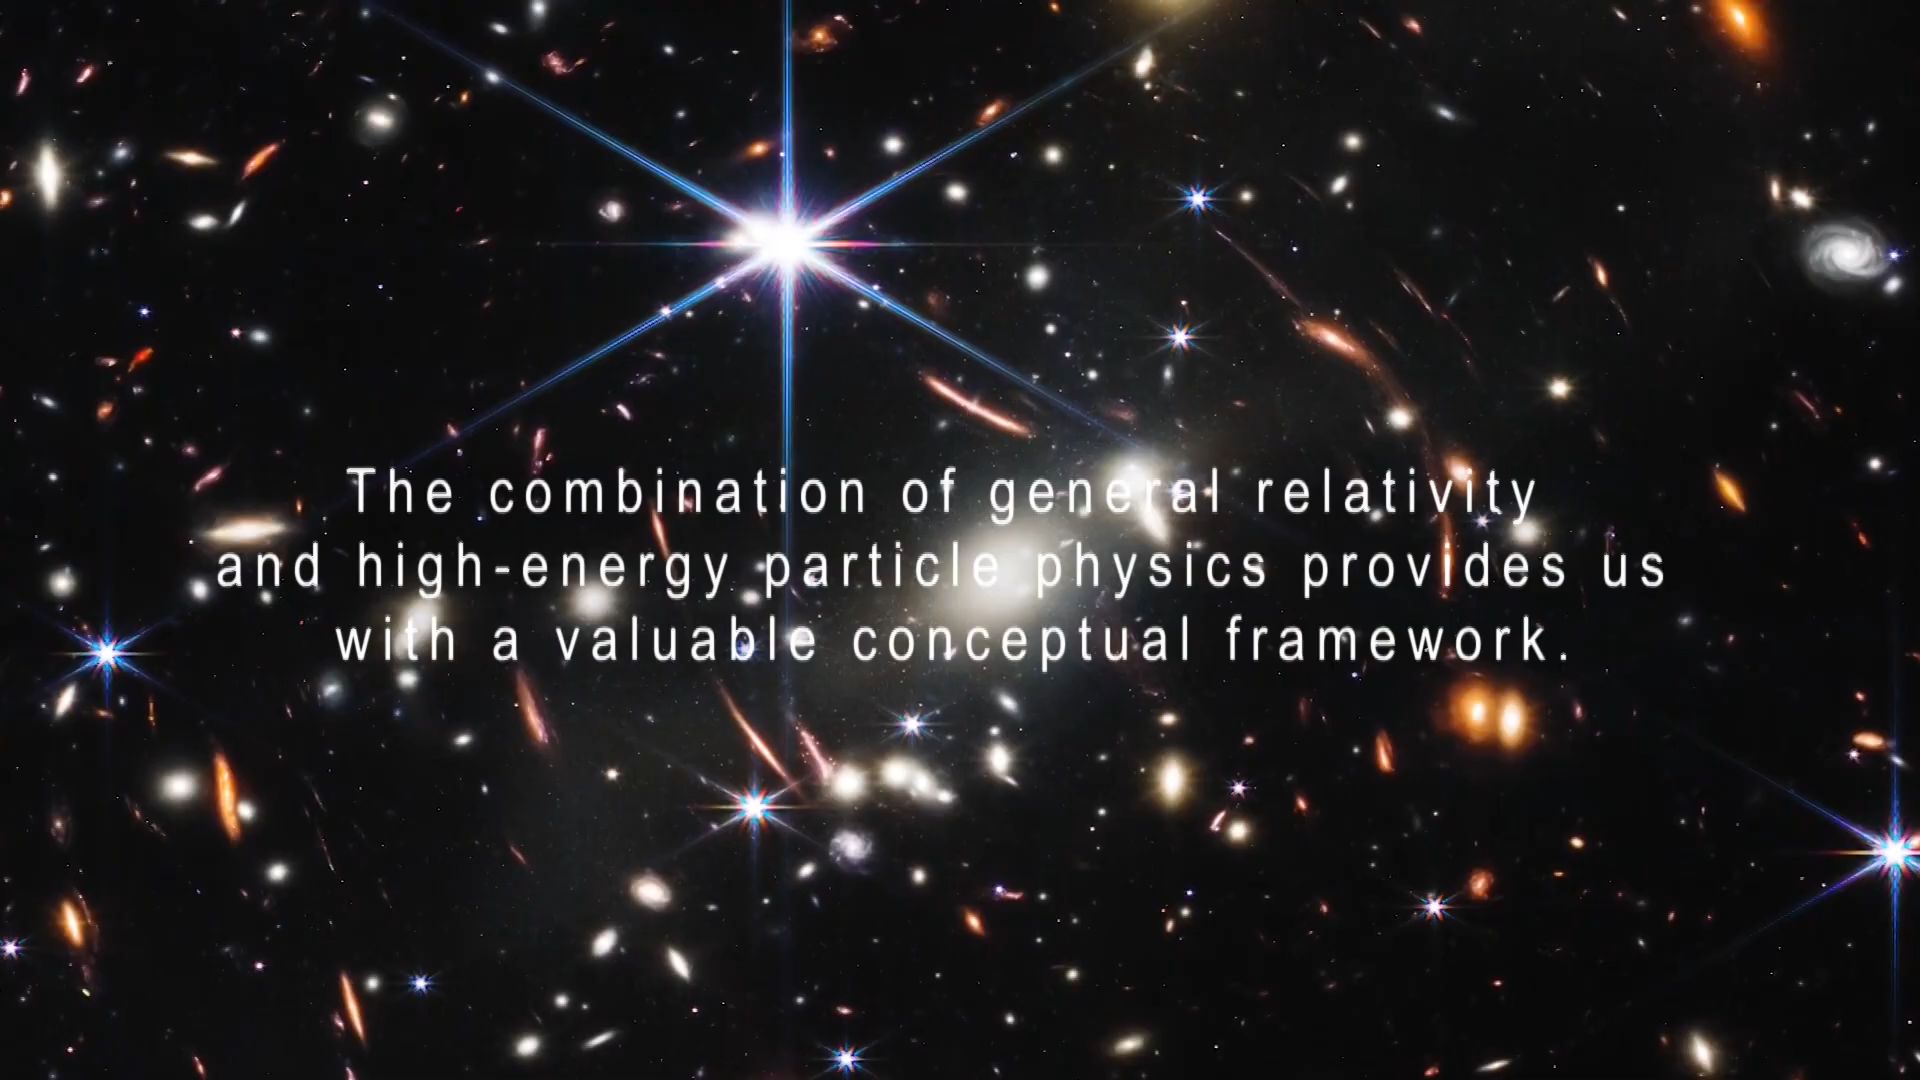 The combination of general relativity
and high-energy particle physics provides us
with a valuable conceptual framework.